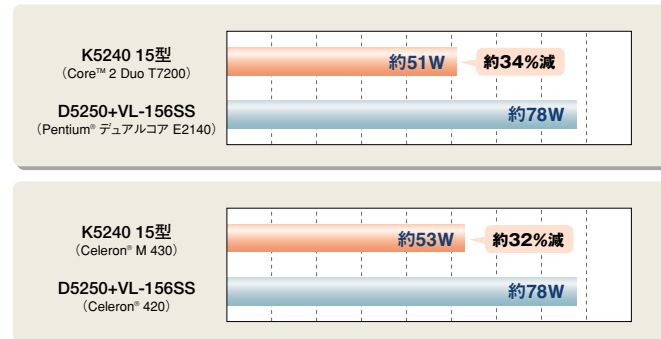 K5240 15型
（Core™ 2 Duo T7200）
約51W
約34%減
D5250+VL-156SS
（Pentium® デュアルコア E2140）
約78W
K5240 15型
（Celeron® M 430）
約53W
約32%減
D5250+VL-156SS
（Celeron® 420）
約78W